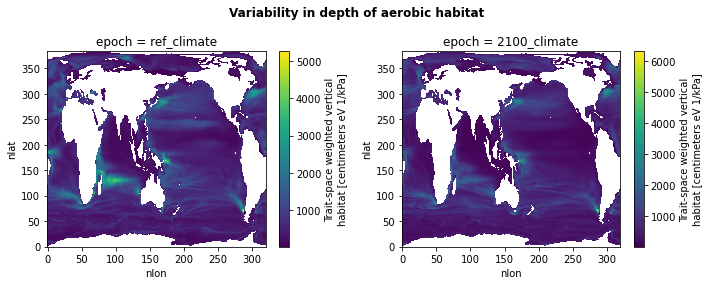 Variability in depth of aerobic habitat
epoch = ref_climate
nlat
350
300
250
200
150
100
50
0
0 50 100 150 200 250 300
nlon
5000
4000
3000
2000
1000
Trait-space weighted vertical
habitat [centimeters eV 1/kPa]
epoch = 2100_climate
nlat
350
300
250
200
150
100
50
0
0 50 100 150 200 250 300
nlon
6000
5000
4000
3000
2000
1000
Trait-space weighted vertical
habitat [centimeters eV 1/kPa]